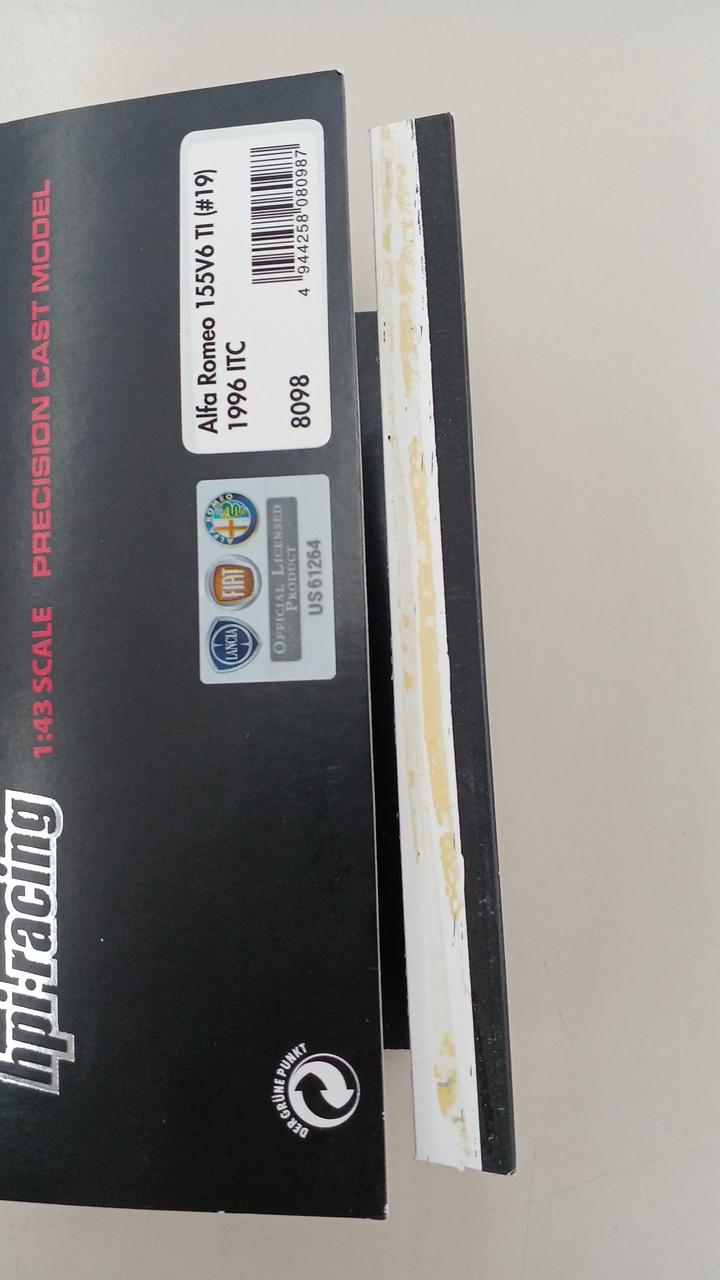 hpi·racing
1:43 SCALE PRECISION CAST MODEL
Alfa Romeo 155V6 TI (#19)
1996 ITC
8098
4 944258 080987
LANCIA
FIAT
ALFA ROMEO
OFFICIAL LICENSED
PRODUCT
US61264
DER GRÜNE PUNKT